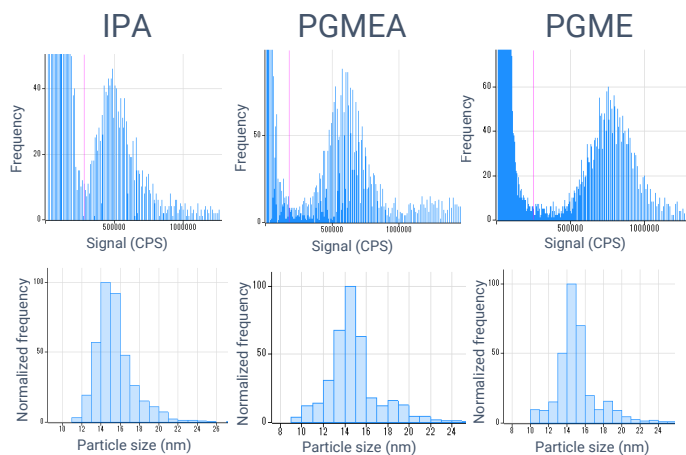 IPA PGMEA PGME
Frequency
40
20
0
500000 1000000
Signal (CPS)
Frequency
50
0
500000 1000000
Signal (CPS)
Frequency
60
40
20
0
500000 1000000
Signal (CPS)
Normalized frequency
100
50
0
10 12 14 16 18 20 22 24 26
Particle size (nm)
Normalized frequency
100
50
0
8 10 12 14 16 18 20 22 24
Particle size (nm)
Normalized frequency
100
50
0
8 10 12 14 16 18 20 22 24
Particle size (nm)